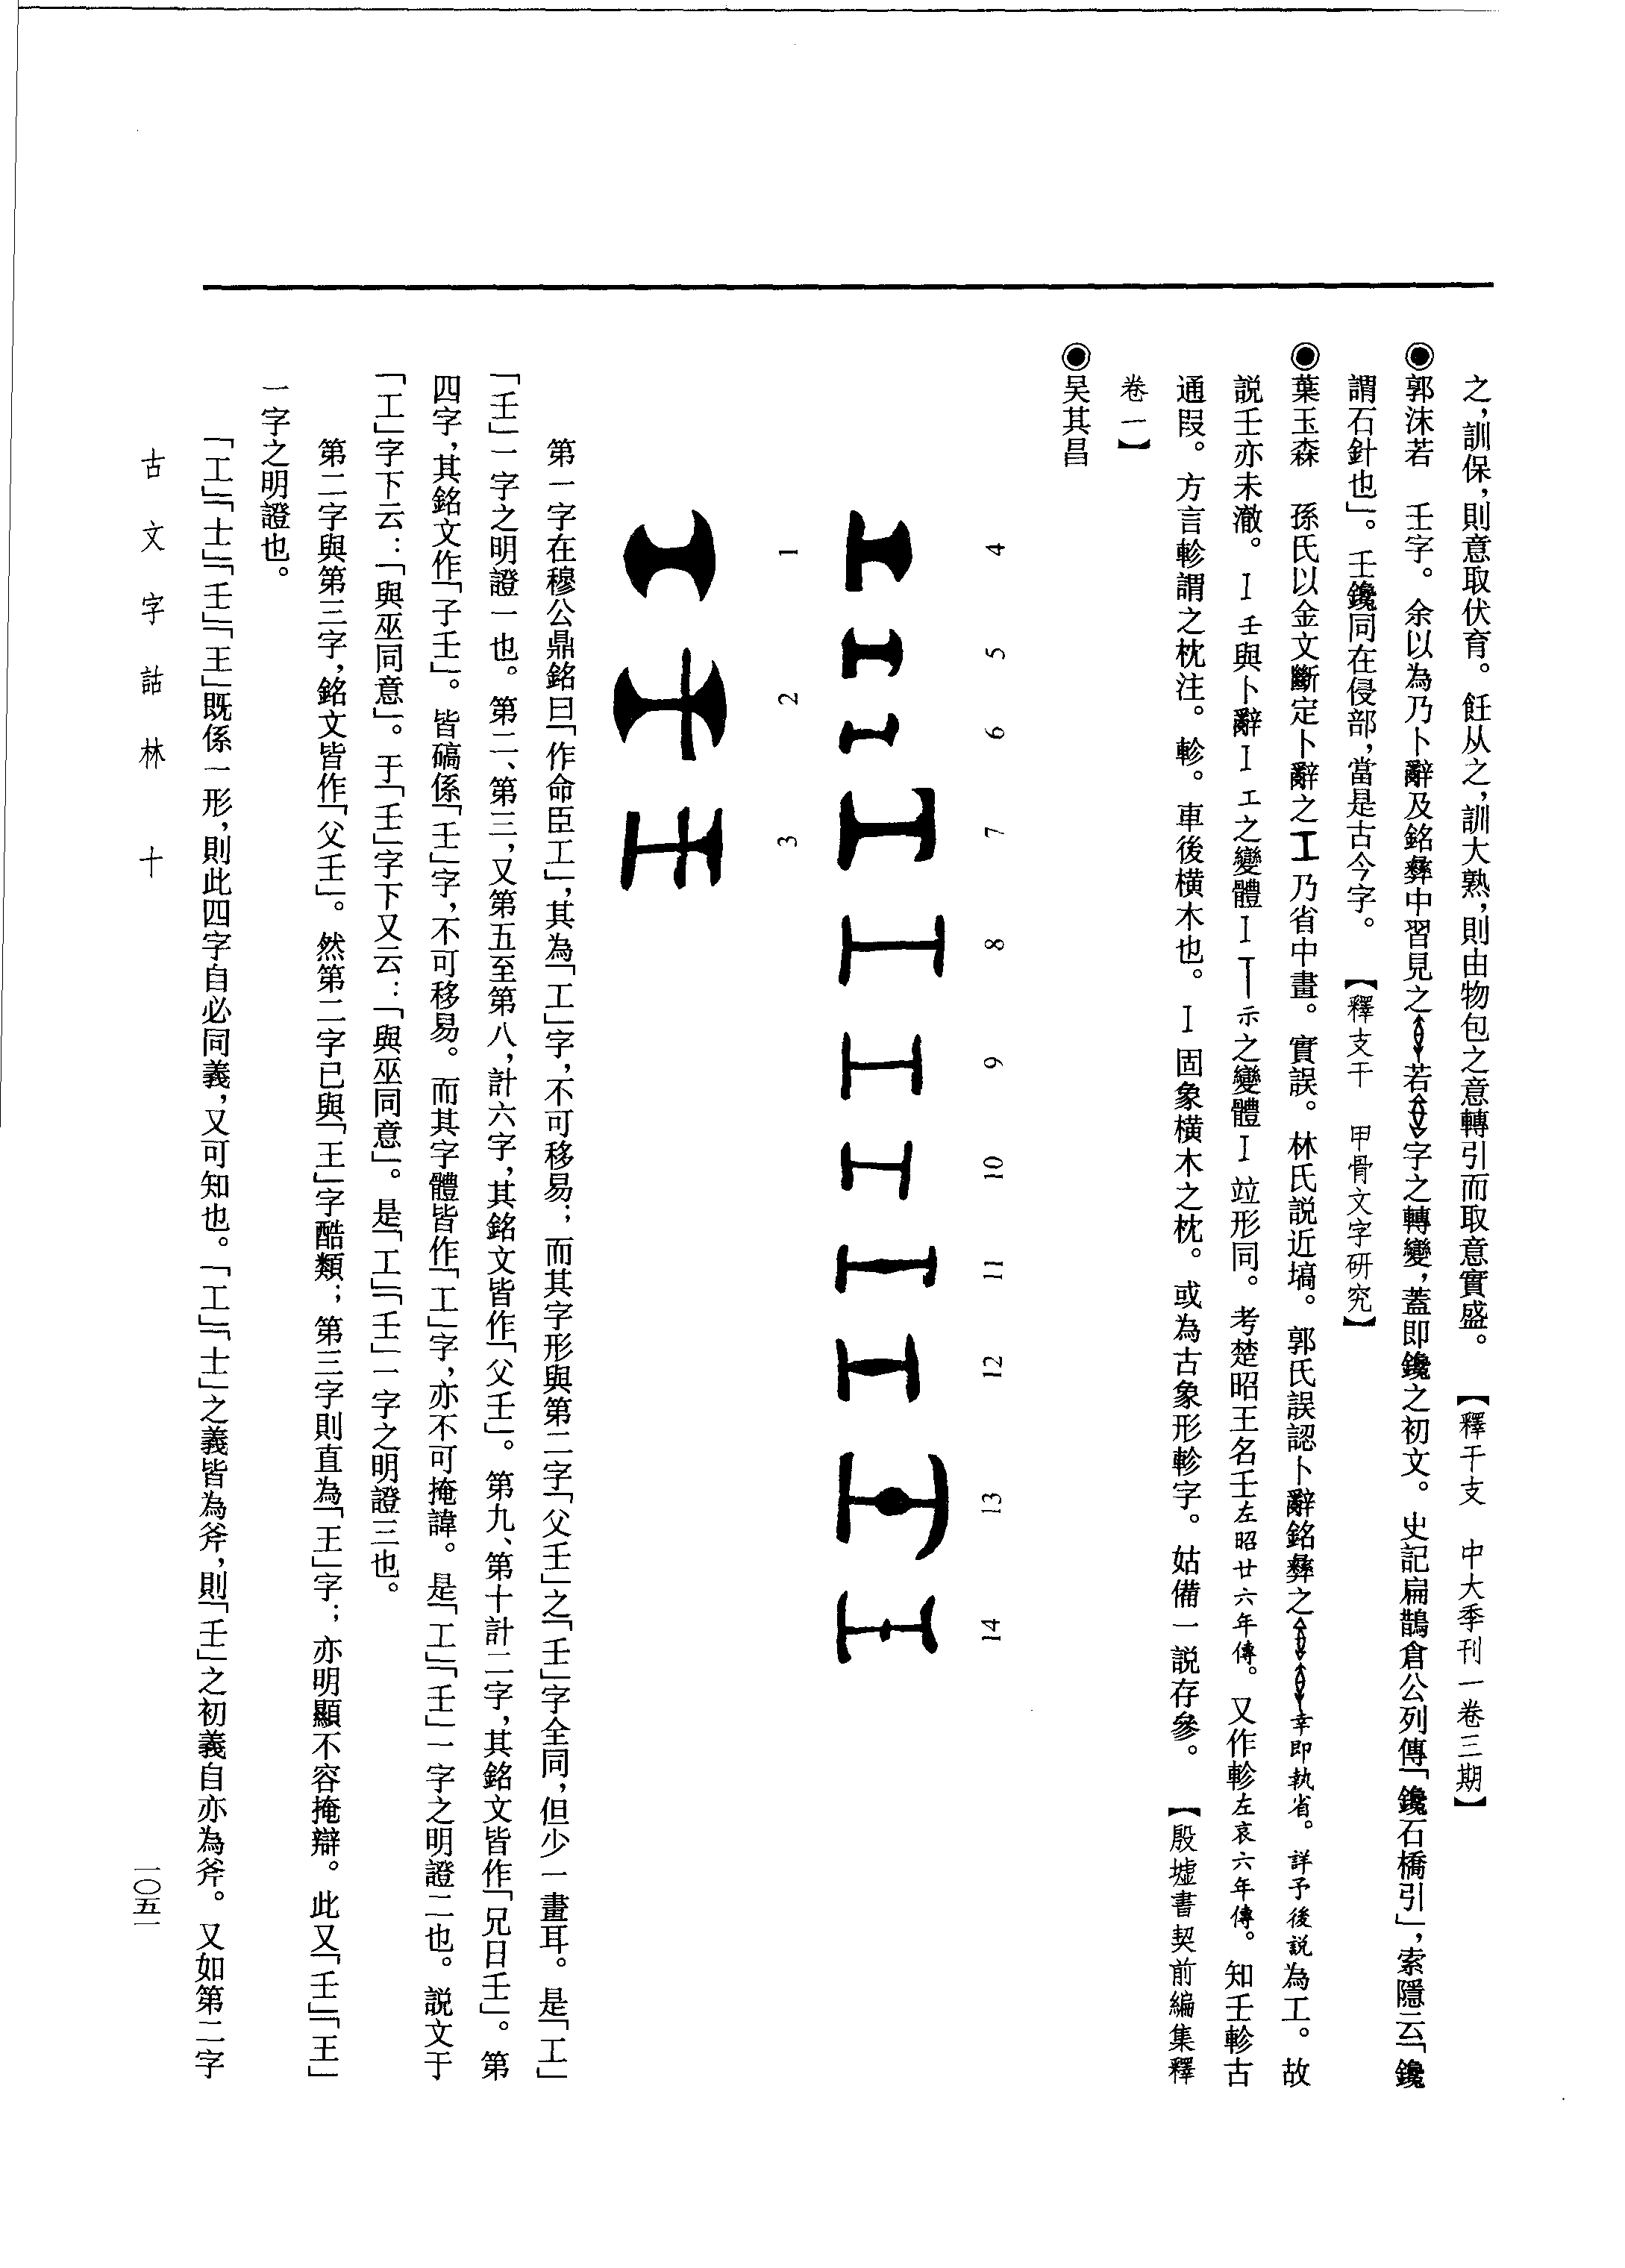 之，訓保，則意取伏育。飪从之，訓大熟，則由物包之意轉引而取意實盛。　【釋干支　中大季刊一卷三期】
◉郭沫若　壬字。余以為乃卜辭及銘彝中習見之若字之轉變，蓋即鑱之初文。史記扁鵲倉公列傳「鑱石橋引」，索隱云「鑱
謂石針也」。壬鑱同在侵部，當是古今字。　【釋支干　甲骨文字研究】
◉葉玉森　孫氏以金文斷定卜辭之工乃省中畫。實誤。林氏説近塙。郭氏誤認卜辭銘彝之幸即執省。詳予後説為工。故
説壬亦未澈。工壬與卜辭工工之變體工丅示之變體工竝形同。考楚昭王名壬左昭廿六年傳。又作軫左哀六年傳。知壬軫古
通叚。方言軫謂之枕注。軫。車後橫木也。工固象橫木之枕。或為古象形軫字。姑備一説存參。　【殷墟書契前編集釋
卷一】
◉吴其昌
4 5 6 7 8 9 10 11 12 13 14
1 2 3
第一字在穆公鼎銘曰「作命臣工」，其為「工」字，不可移易；而其字形與第二字「父壬」之「壬」字全同，但少一畫耳。是「工」
「壬」一字之明證一也。第二、第三，又第五至第八，計六字，其銘文皆作「父壬」。第九、第十計二字，其銘文皆作「兄日壬」。第
四字，其銘文作「子壬」。皆碻係「壬」字，不可移易。而其字體皆作「工」字，亦不可掩諱。是「工」「壬」一字之明證二也。説文于
「工」字下云：「與巫同意」。于「壬」字下又云：「與巫同意」。是「工」「壬」一字之明證三也。
第二字與第三字，銘文皆作「父壬」。然第二字已與「王」字酷類；第三字則直為「王」字；亦明顯不容掩辯。此又「壬」「王」
一字之明證也。
「工」「士」「壬」「王」既係一形，則此四字自必同義，又可知也。「工」「士」之義皆為斧，則「壬」之初義自亦為斧。又如第二字
古文字詁林　十
一〇五一